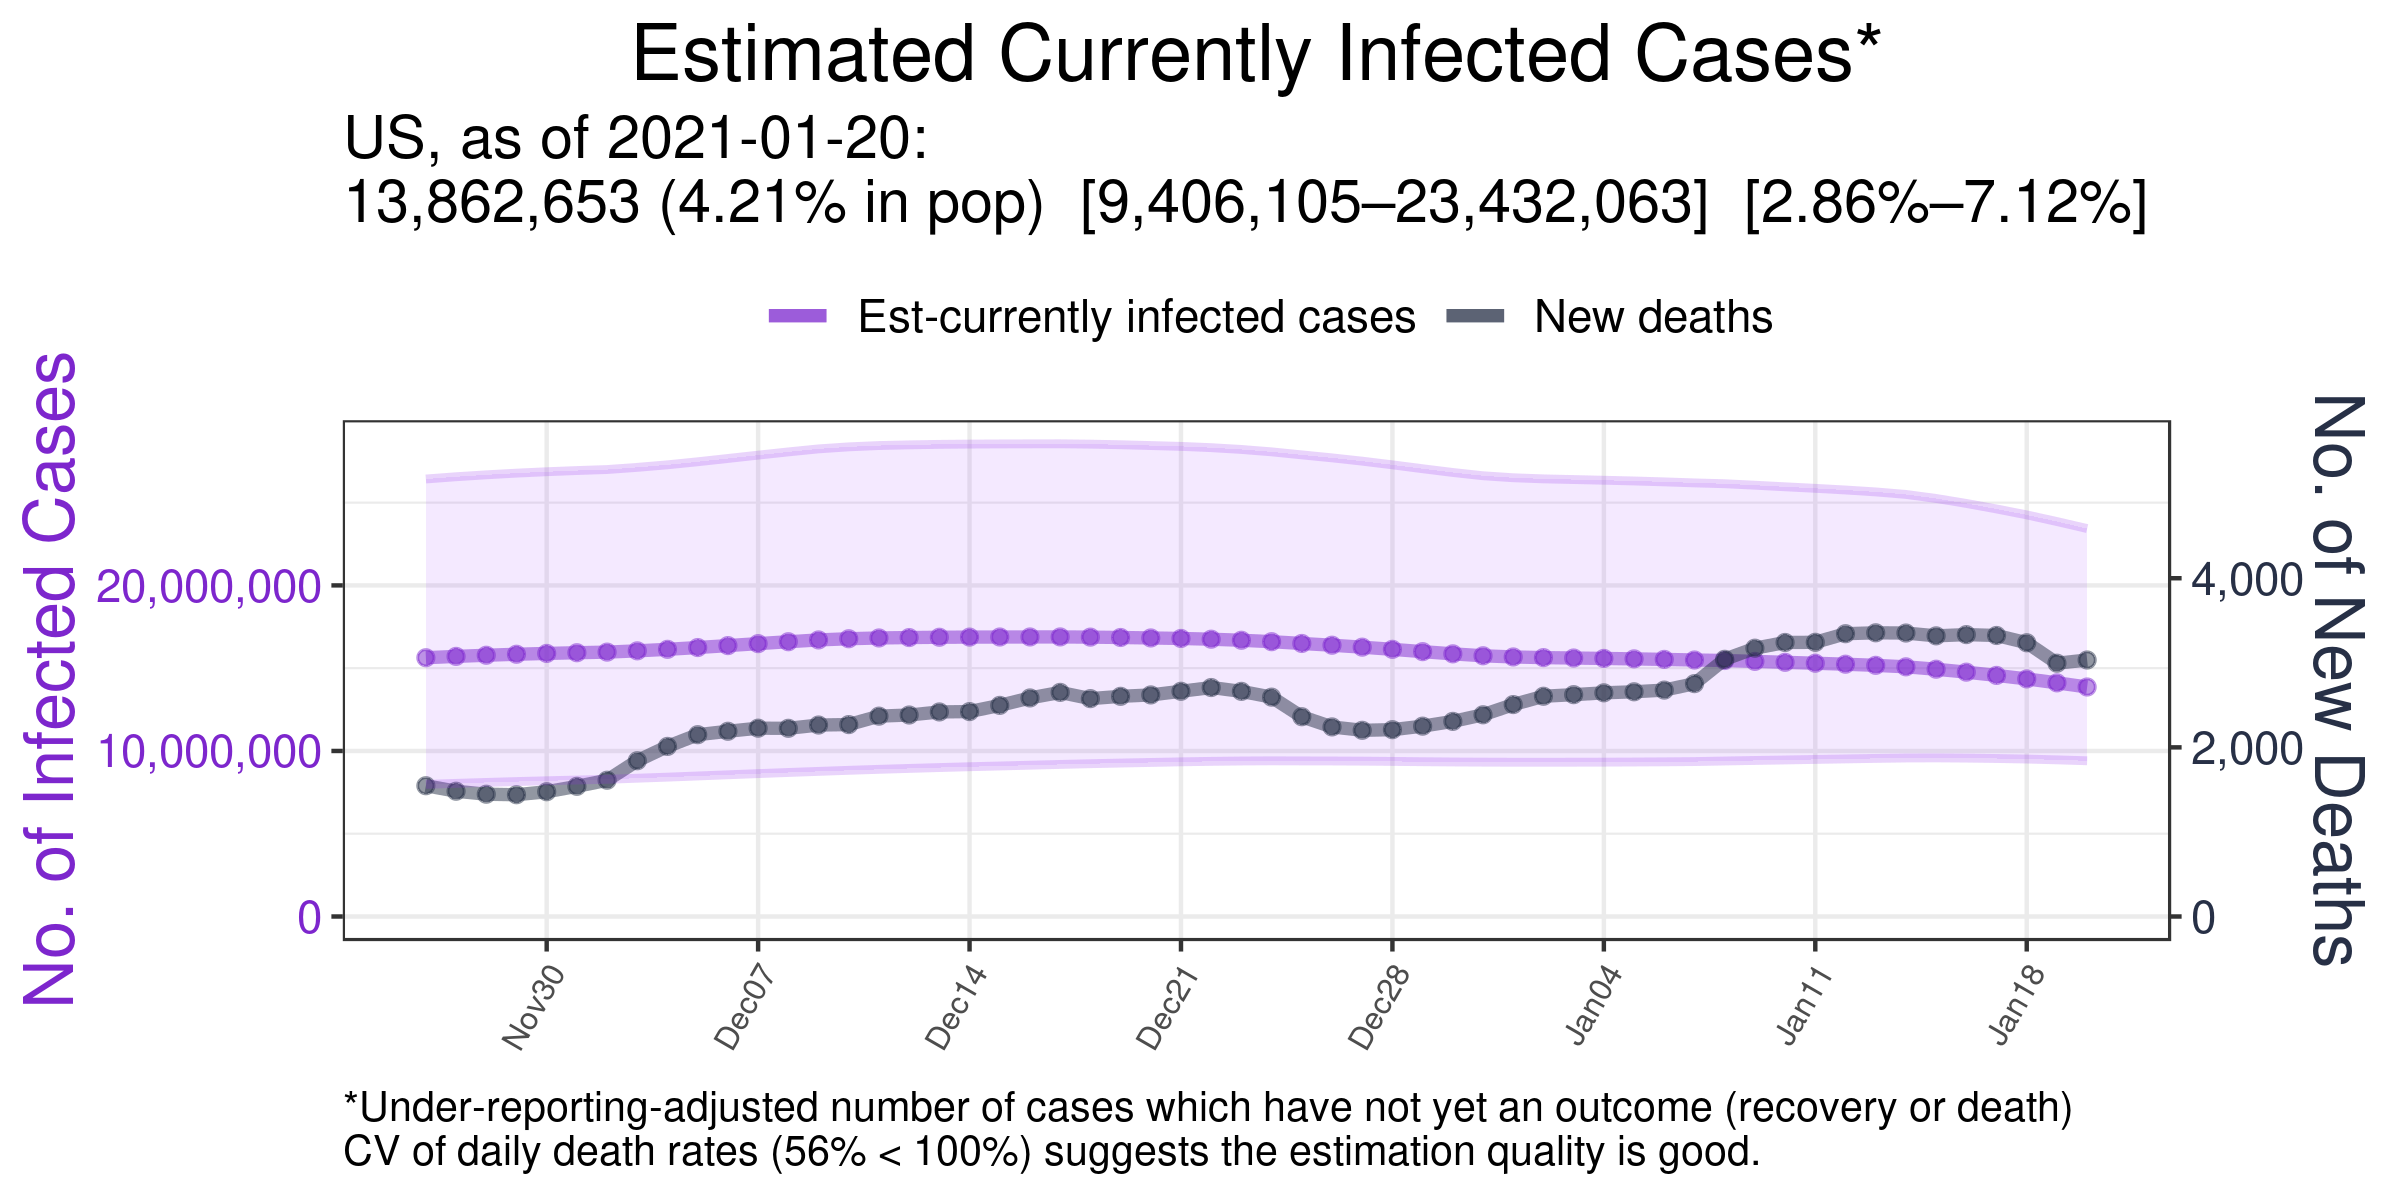 Estimated Currently Infected Cases*
US, as of 2021-01-20:
13,862,653 (4.21% in pop)  [9,406,105–23,432,063]  [2.86%–7.12%]
Est-currently infected cases
New deaths
No. of Infected Cases
20,000,000
10,000,000
0
No. of New Deaths
4,000
2,000
0
Nov30
Dec07
Dec14
Dec21
Dec28
Jan04
Jan11
Jan18
*Under-reporting-adjusted number of cases which have not yet an outcome (recovery or death)
CV of daily death rates (56% < 100%) suggests the estimation quality is good.